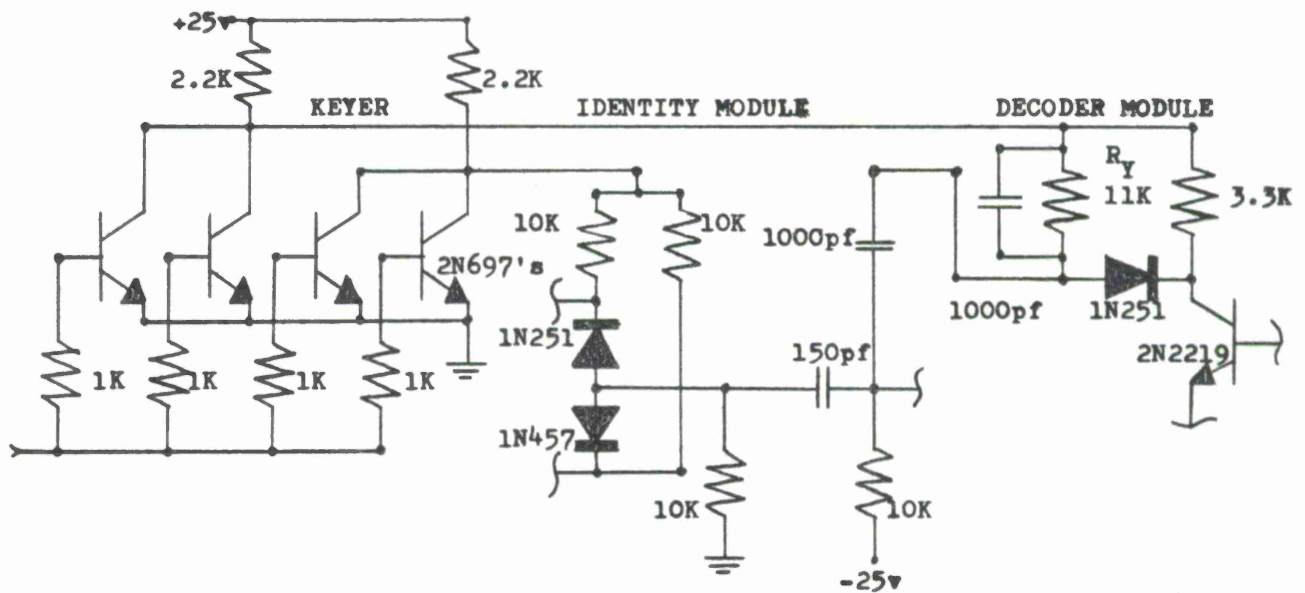 +25v
2.2K
2.2K
KEYER
IDENTITY MODULE
DECODER MODULE
R_Y
11K
3.3K
10K
10K
1000pf
2N697's
1000pf
1N251
1N251
150pf
2N2219
1K
1K
1K
1K
1N457
10K
10K
-25v